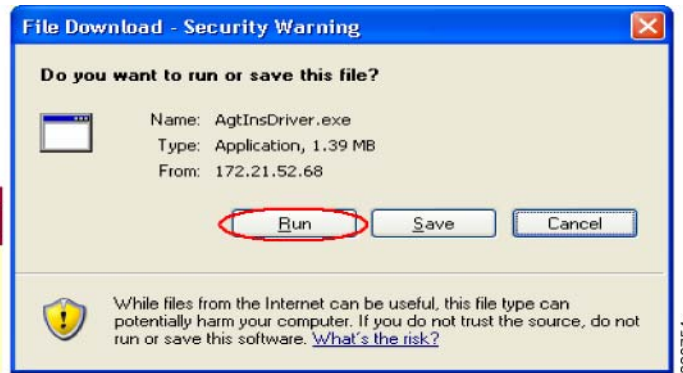 File Download - Security Warning
Do you want to run or save this file?
Name: AgtInsDriver.exe
Type: Application, 1.39 MB
From: 172.21.52.68
Run Save Cancel
While files from the Internet can be useful, this file type can
potentially harm your computer. If you do not trust the source, do not
run or save this software. What's the risk?